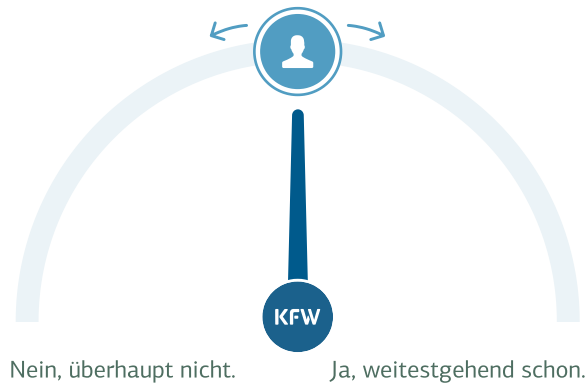 KFW
Nein, überhaupt nicht.
Ja, weitestgehend schon.